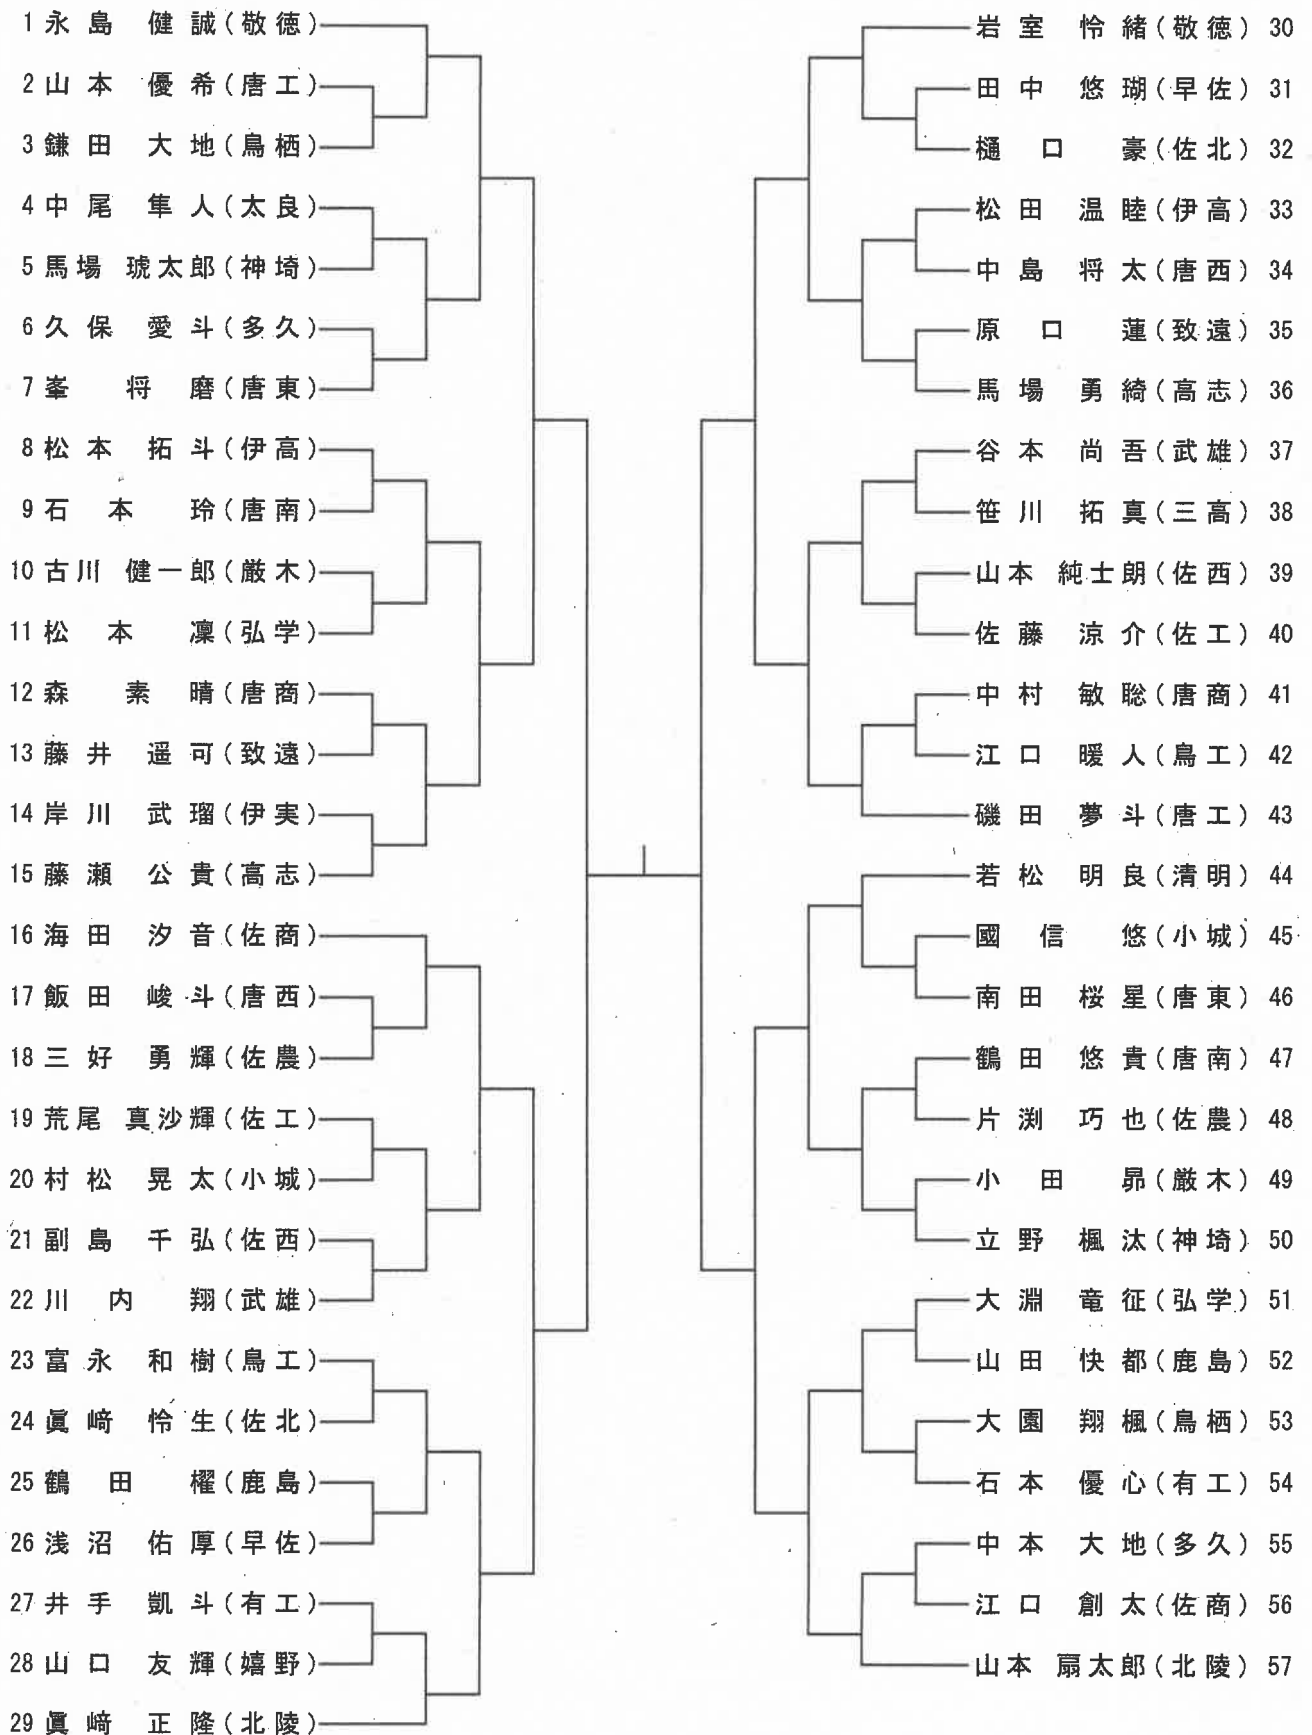 1 永島 健誠(敬徳)
2 山本 優希(唐工)
3 鎌田 大地(鳥栖)
4 中尾 隼人(太良)
5 馬場 琥太郎(神埼)
6 久保 愛斗(多久)
7 峯 将磨(唐東)
8 松本 拓斗(伊高)
9 石本 玲(唐南)
10 古川 健一郎(厳木)
11 松本 凜(弘学)
12 森 素晴(唐商)
13 藤井 遥可(致遠)
14 岸川 武瑠(伊実)
15 藤瀬 公貴(高志)
16 海田 汐音(佐商)
17 飯田 峻斗(唐西)
18 三好 勇輝(佐農)
19 荒尾 真沙輝(佐工)
20 村松 晃太(小城)
21 副島 千弘(佐西)
22 川内 翔(武雄)
23 富永 和樹(鳥工)
24 眞﨑 怜生(佐北)
25 鶴田 櫂(鹿島)
26 浅沼 佑厚(早佐)
27 井手 凱斗(有工)
28 山口 友輝(嬉野)
29 眞﨑 正隆(北陵)
岩室 怜緒(敬徳) 30
田中 悠瑚(早佐) 31
樋口 豪(佐北) 32
松田 温睦(伊高) 33
中島 将太(唐西) 34
原口 蓮(致遠) 35
馬場 勇綺(高志) 36
谷本 尚吾(武雄) 37
笹川 拓真(三高) 38
山本 純士朗(佐西) 39
佐藤 涼介(佐工) 40
中村 敏聡(唐商) 41
江口 暖人(鳥工) 42
磯田 夢斗(唐工) 43
若松 明良(清明) 44
國信 悠(小城) 45
南田 桜星(唐東) 46
鶴田 悠貴(唐南) 47
片渕 巧也(佐農) 48
小田 昴(厳木) 49
立野 楓汰(神埼) 50
大淵 竜征(弘学) 51
山田 快都(鹿島) 52
大園 翔楓(鳥栖) 53
石本 優心(有工) 54
中本 大地(多久) 55
江口 創太(佐商) 56
山本 扇太郎(北陵) 57